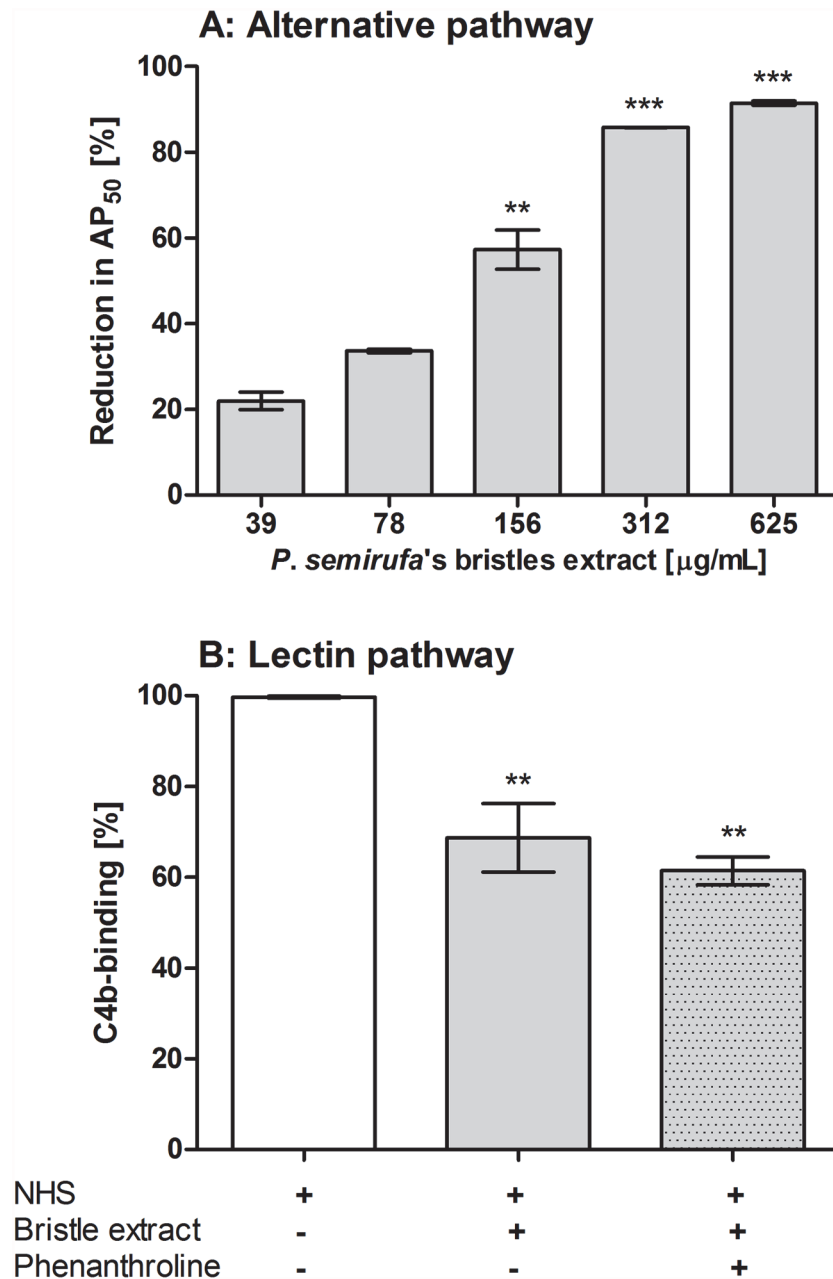 A: Alternative pathway
Reduction in AP50 [%]
100
80
60
40
20
0
**
***
***
39 78 156 312 625
P. semirufa's bristles extract [μg/mL]
B: Lectin pathway
C4b-binding [%]
100
80
60
40
20
0
**
**
NHS + + +
Bristle extract - + +
Phenanthroline - - +